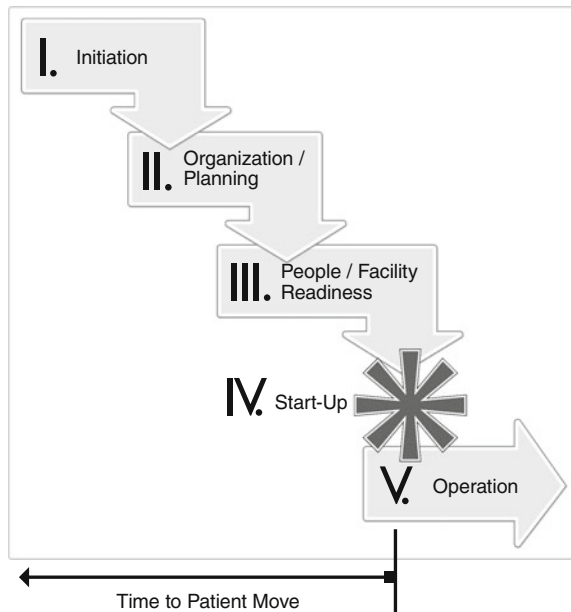 I. Initiation
II. Organization /
Planning
III. People / Facility
Readiness
IV. Start-Up
V. Operation
Time to Patient Move